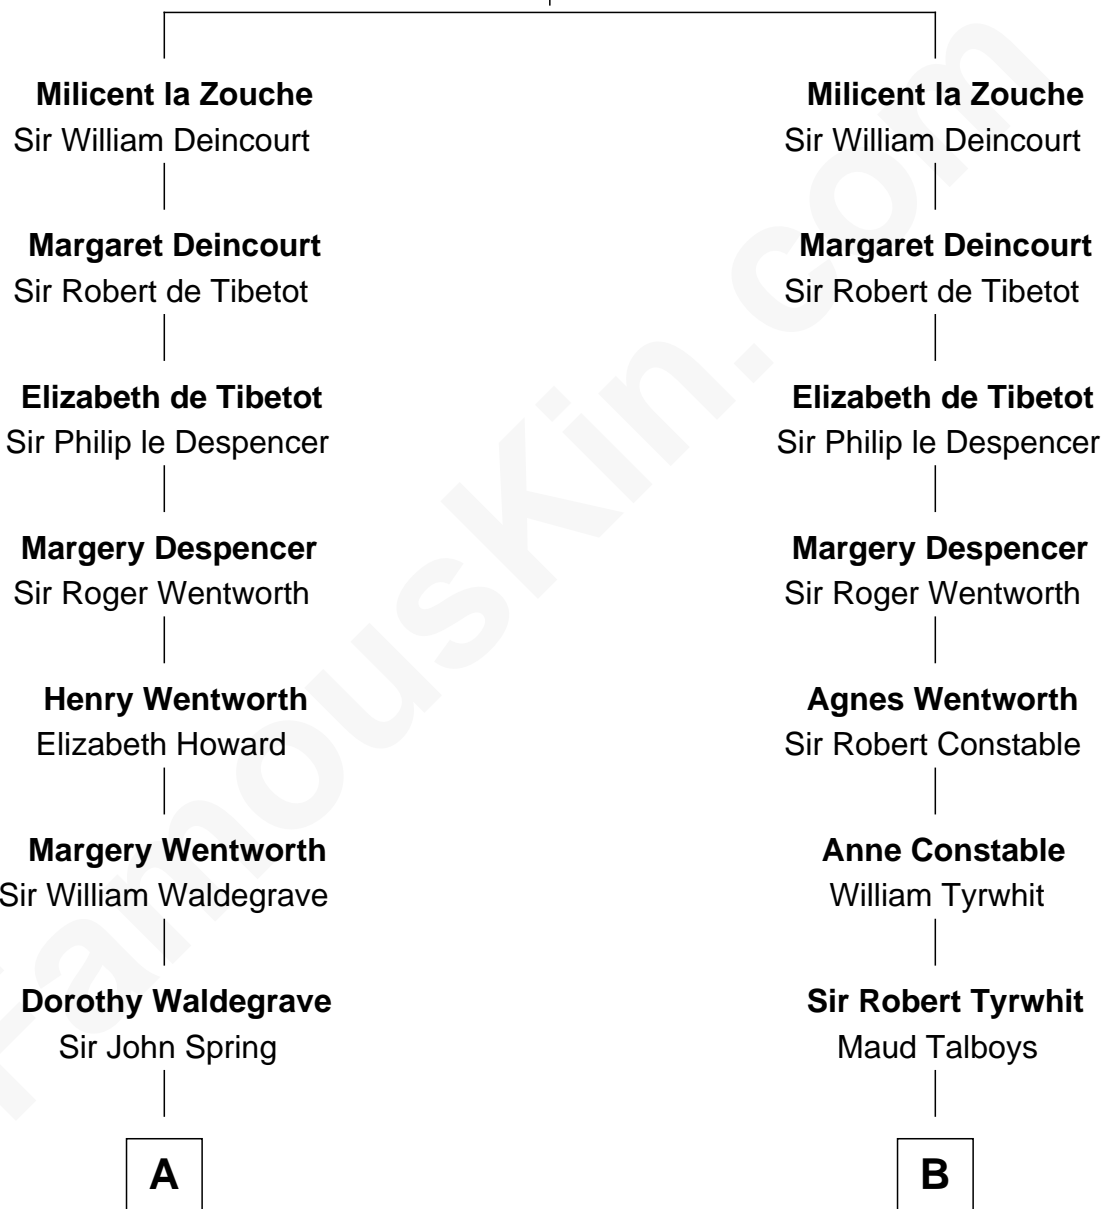 Milicent la Zouche
Sir William Deincourt
Margaret Deincourt
Sir Robert de Tibetot
Elizabeth de Tibetot
Sir Philip le Despencer
Margery Despencer
Sir Roger Wentworth
Henry Wentworth
Elizabeth Howard
Margery Wentworth
Sir William Waldegrave
Dorothy Waldegrave
Sir John Spring
A
Milicent la Zouche
Sir William Deincourt
Margaret Deincourt
Sir Robert de Tibetot
Elizabeth de Tibetot
Sir Philip le Despencer
Margery Despencer
Sir Roger Wentworth
Agnes Wentworth
Sir Robert Constable
Anne Constable
William Tyrwhit
Sir Robert Tyrwhit
Maud Talboys
B
FamousKin.com